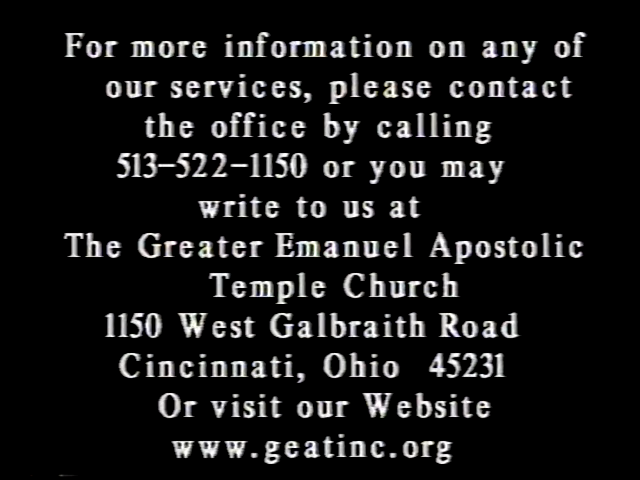 For more information on any of
our services, please contact
the office by calling
513-522-1150 or you may
write to us at
The Greater Emanuel Apostolic
Temple Church
1150 West Galbraith Road
Cincinnati, Ohio 45231
Or visit our Website
www.geatinc.org